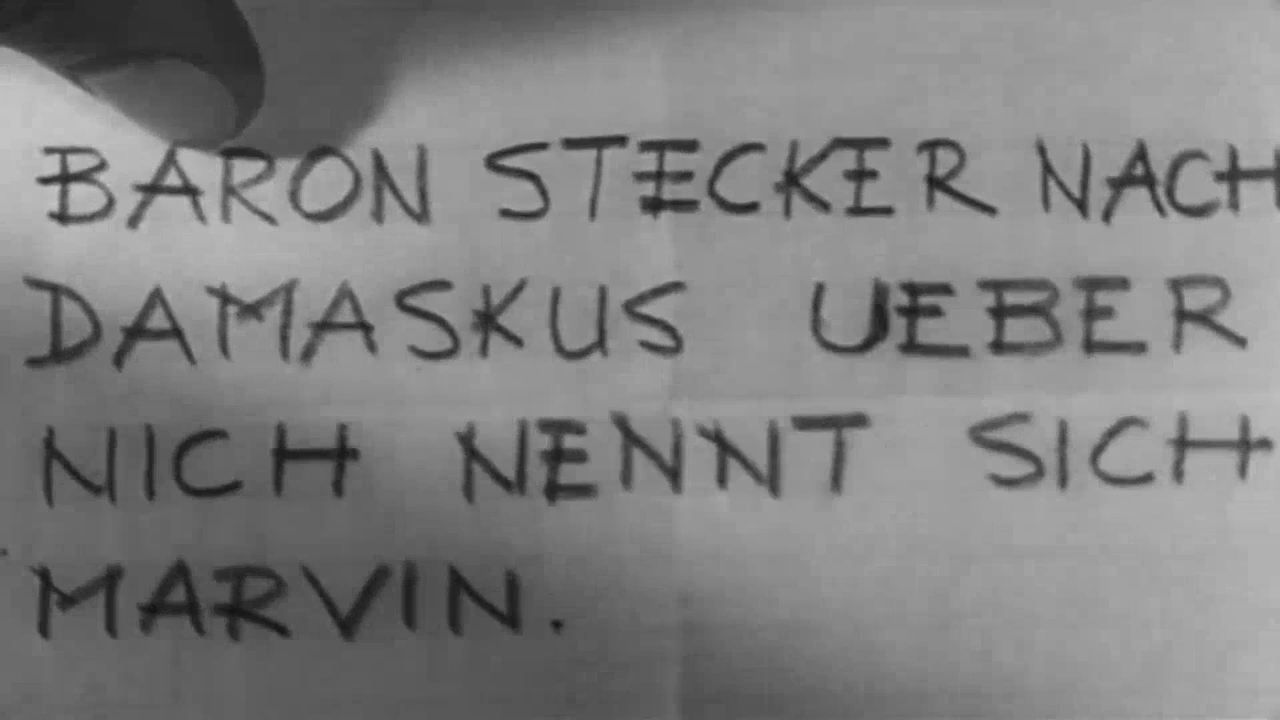 BARON STECKER NACH
DAMASKUS UEBER
NICH NENNT SICH
MARVIN.